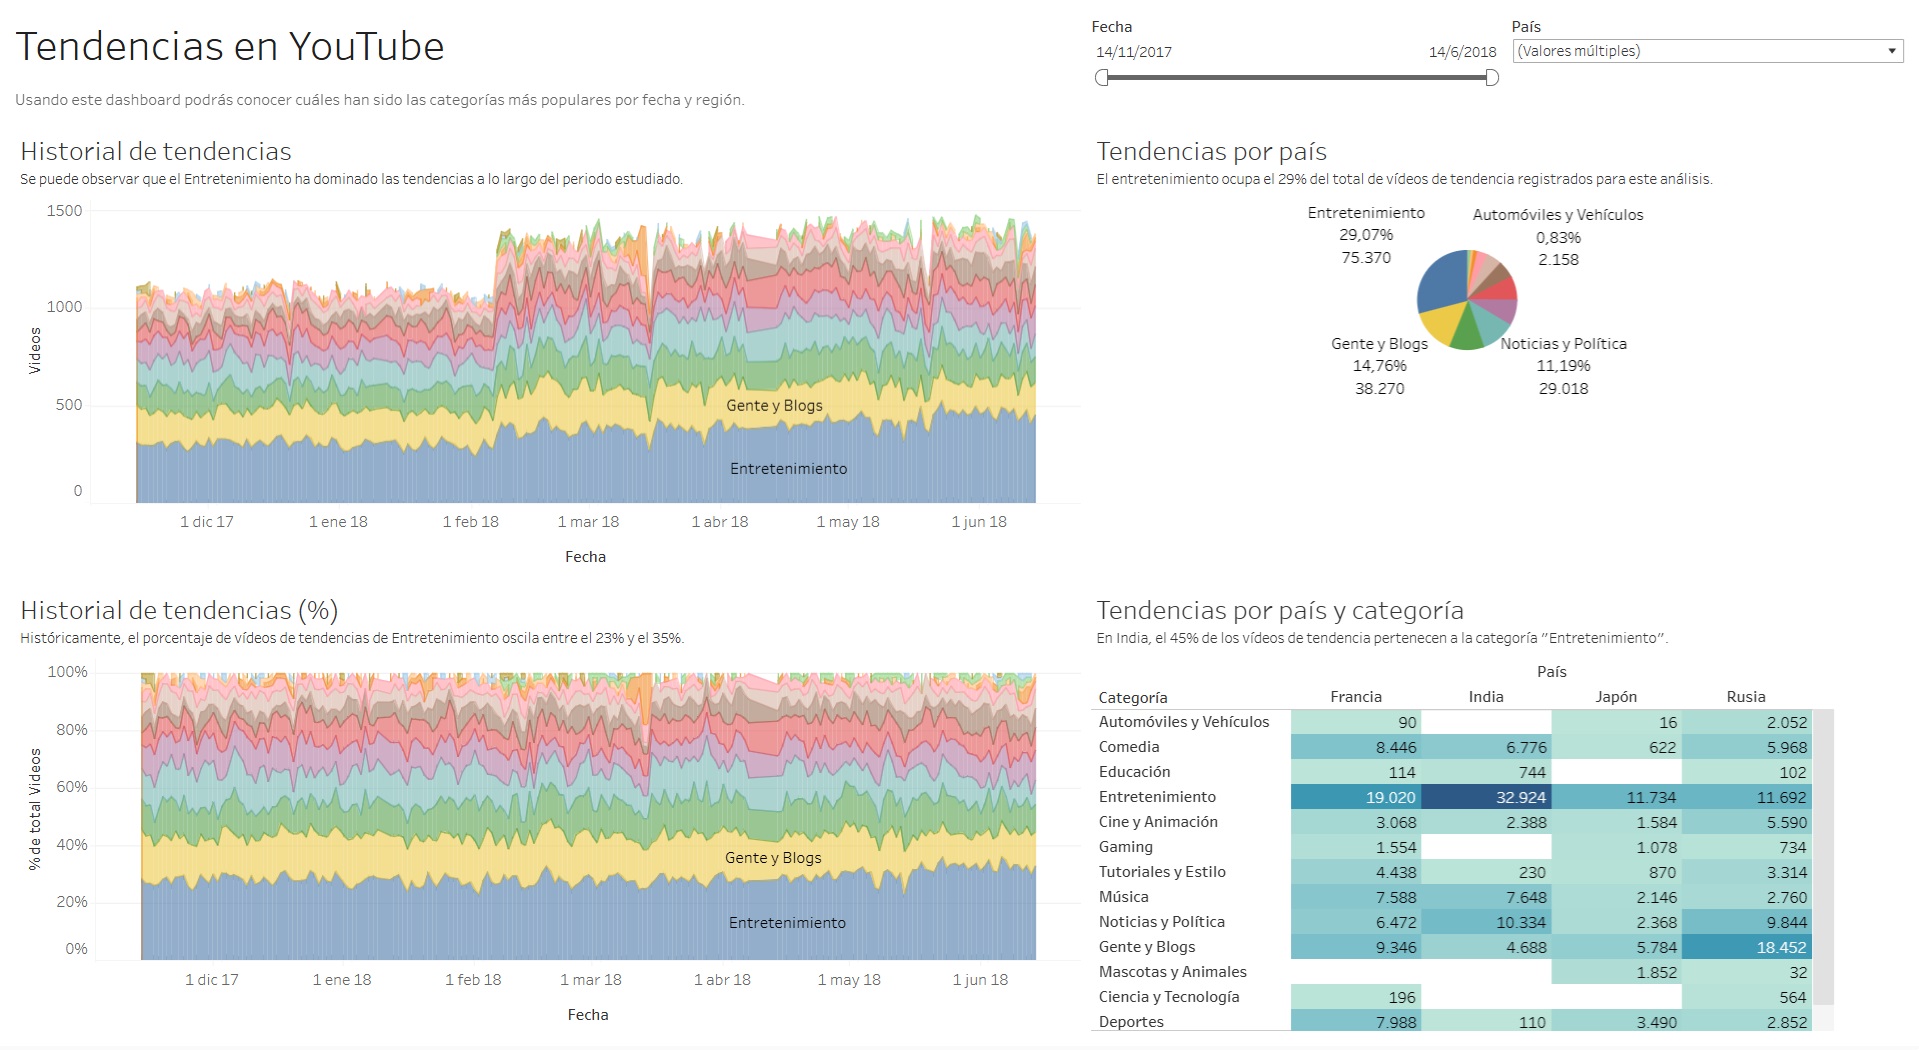 Tendencias en YouTube
Usando este dashboard podrás conocer cuáles han sido las categorías más populares por fecha y región.
Fecha
14/11/2017 14/6/2018
País
(Valores múltiples)
Historial de tendencias
Se puede observar que el Entretenimiento ha dominado las tendencias a lo largo del periodo estudiado.
1500
1000
500
0
Videos
Gente y Blogs
Entretenimiento
1 dic 17 1 ene 18 1 feb 18 1 mar 18 1 abr 18 1 may 18 1 jun 18
Fecha
Tendencias por país
El entretenimiento ocupa el 29% del total de vídeos de tendencia registrados para este análisis.
Entretenimiento
29,07%
75.370
Automóviles y Vehículos
0,83%
2.158
Gente y Blogs
14,76%
38.270
Noticias y Política
11,19%
29.018
Historial de tendencias (%)
Históricamente, el porcentaje de vídeos de tendencias de Entretenimiento oscila entre el 23% y el 35%.
100%
80%
60%
40%
20%
0%
% de total Videos
Gente y Blogs
Entretenimiento
1 dic 17 1 ene 18 1 feb 18 1 mar 18 1 abr 18 1 may 18 1 jun 18
Fecha
Tendencias por país y categoría
En India, el 45% de los vídeos de tendencia pertenecen a la categoría "Entretenimiento".
País
Categoría Francia India Japón Rusia
Automóviles y Vehículos 90 16 2.052
Comedia 8.446 6.776 622 5.968
Educación 114 744 102
Entretenimiento 19.020 32.924 11.734 11.692
Cine y Animación 3.068 2.388 1.584 5.590
Gaming 1.554 1.078 734
Tutoriales y Estilo 4.438 230 870 3.314
Música 7.588 7.648 2.146 2.760
Noticias y Política 6.472 10.334 2.368 9.844
Gente y Blogs 9.346 4.688 5.784 18.452
Mascotas y Animales 1.852 32
Ciencia y Tecnología 196 564
Deportes 7.988 110 3.490 2.852